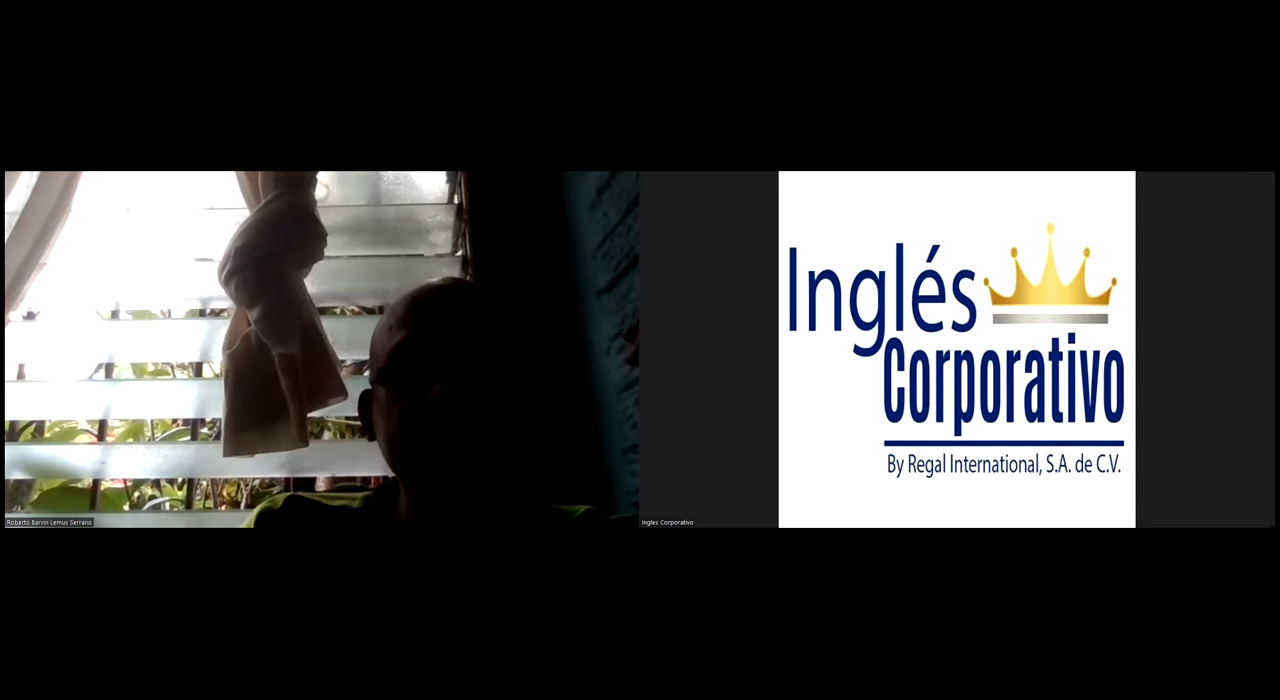 Inglés
Corporativo
By Regal International, S.A. de C.V.
Roberto Barvin Lemus Serrano
Ingles Corporativo